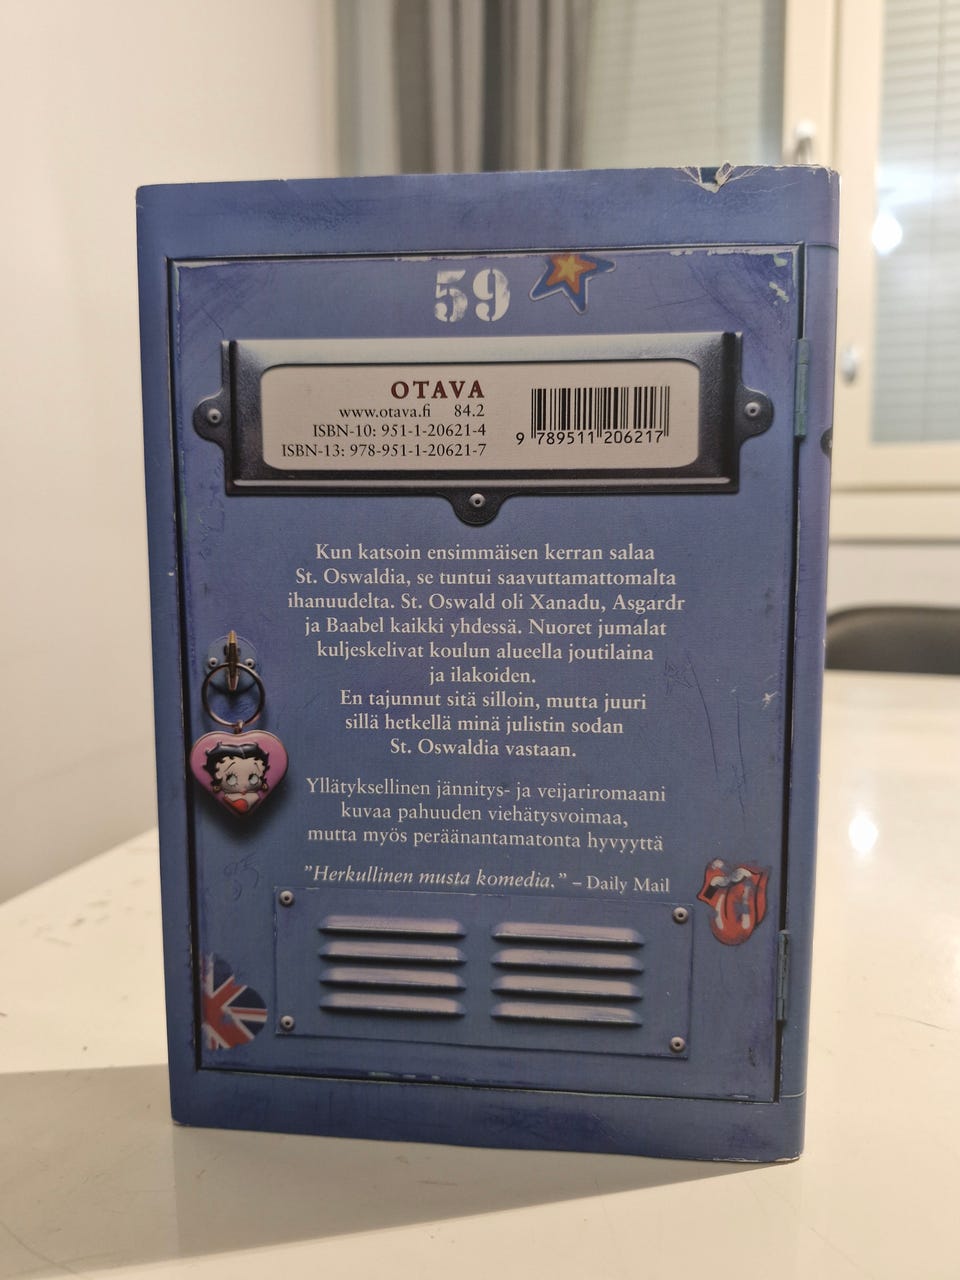 59
OTAVA
www.otava.fi 84.2
ISBN-10: 951-1-20621-4
ISBN-13: 978-951-1-20621-7
9 789511 206217
Kun katsoin ensimmäisen kerran salaa
St. Oswaldia, se tuntui saavuttamattomalta
ihanuudelta. St. Oswald oli Xanadu, Asgardr
ja Baabel kaikki yhdessä. Nuoret jumalat
kuljeskelivat koulun alueella joutilaina
ja ilakoiden.
En tajunnut sitä silloin, mutta juuri
sillä hetkellä minä julistin sodan
St. Oswaldia vastaan.
Yllätyksellinen jännitys- ja veijariromaani
kuvaa pahuuden viehätysvoimaa,
mutta myös peräänantamatonta hyvyyttä
”Herkullinen musta komedia.” – Daily Mail